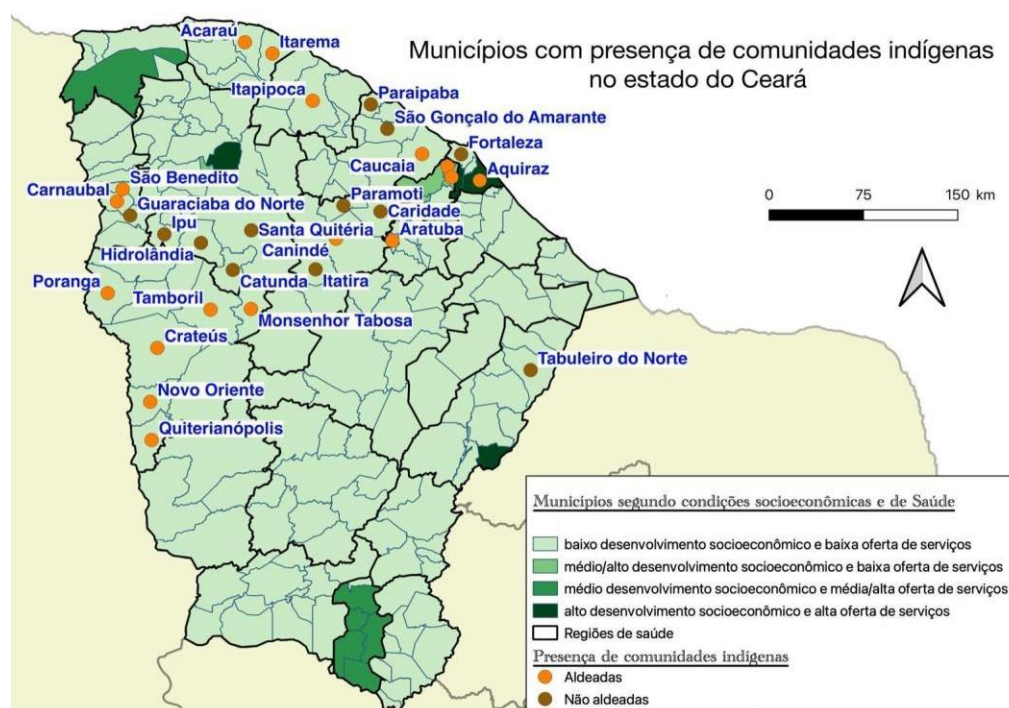 Municípios com presença de comunidades indígenas
no estado do Ceará
Acaraú
Itarema
Itapipoca
Paraipaba
São Gonçalo do Amarante
Fortaleza
Caucaia
Aquiraz
São Benedito
Carnaubal
Guaraciaba do Norte
Paramoti
Caridade
Ipú
Santa Quitéria
Aratuba
Hidrolândia
Canindé
Poranga
Catunda
Itatira
Tamboril
Monsenhor Tabosa
Crateús
Tabuleiro do Norte
Novo Oriente
Quiterianópolis
0 75 150 km
Municípios segundo condições socioeconômicas e de Saúde
baixo desenvolvimento socioeconômico e baixa oferta de serviços
médio/alto desenvolvimento socioeconômico e baixa oferta de serviços
médio desenvolvimento socioeconômico e média/alta oferta de serviços
alto desenvolvimento socioeconômico e alta oferta de serviços
Regiões de saúde
Presença de comunidades indígenas
Aldeadas
Não aldeadas